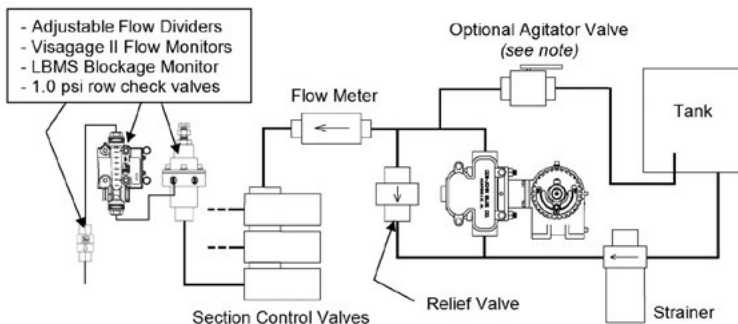 - Adjustable Flow Dividers
- Visagage II Flow Monitors
- LBMS Blockage Monitor
- 1.0 psi row check valves
Optional Agitator Valve
(see note)
Flow Meter
Tank
Section Control Valves
Relief Valve
Strainer